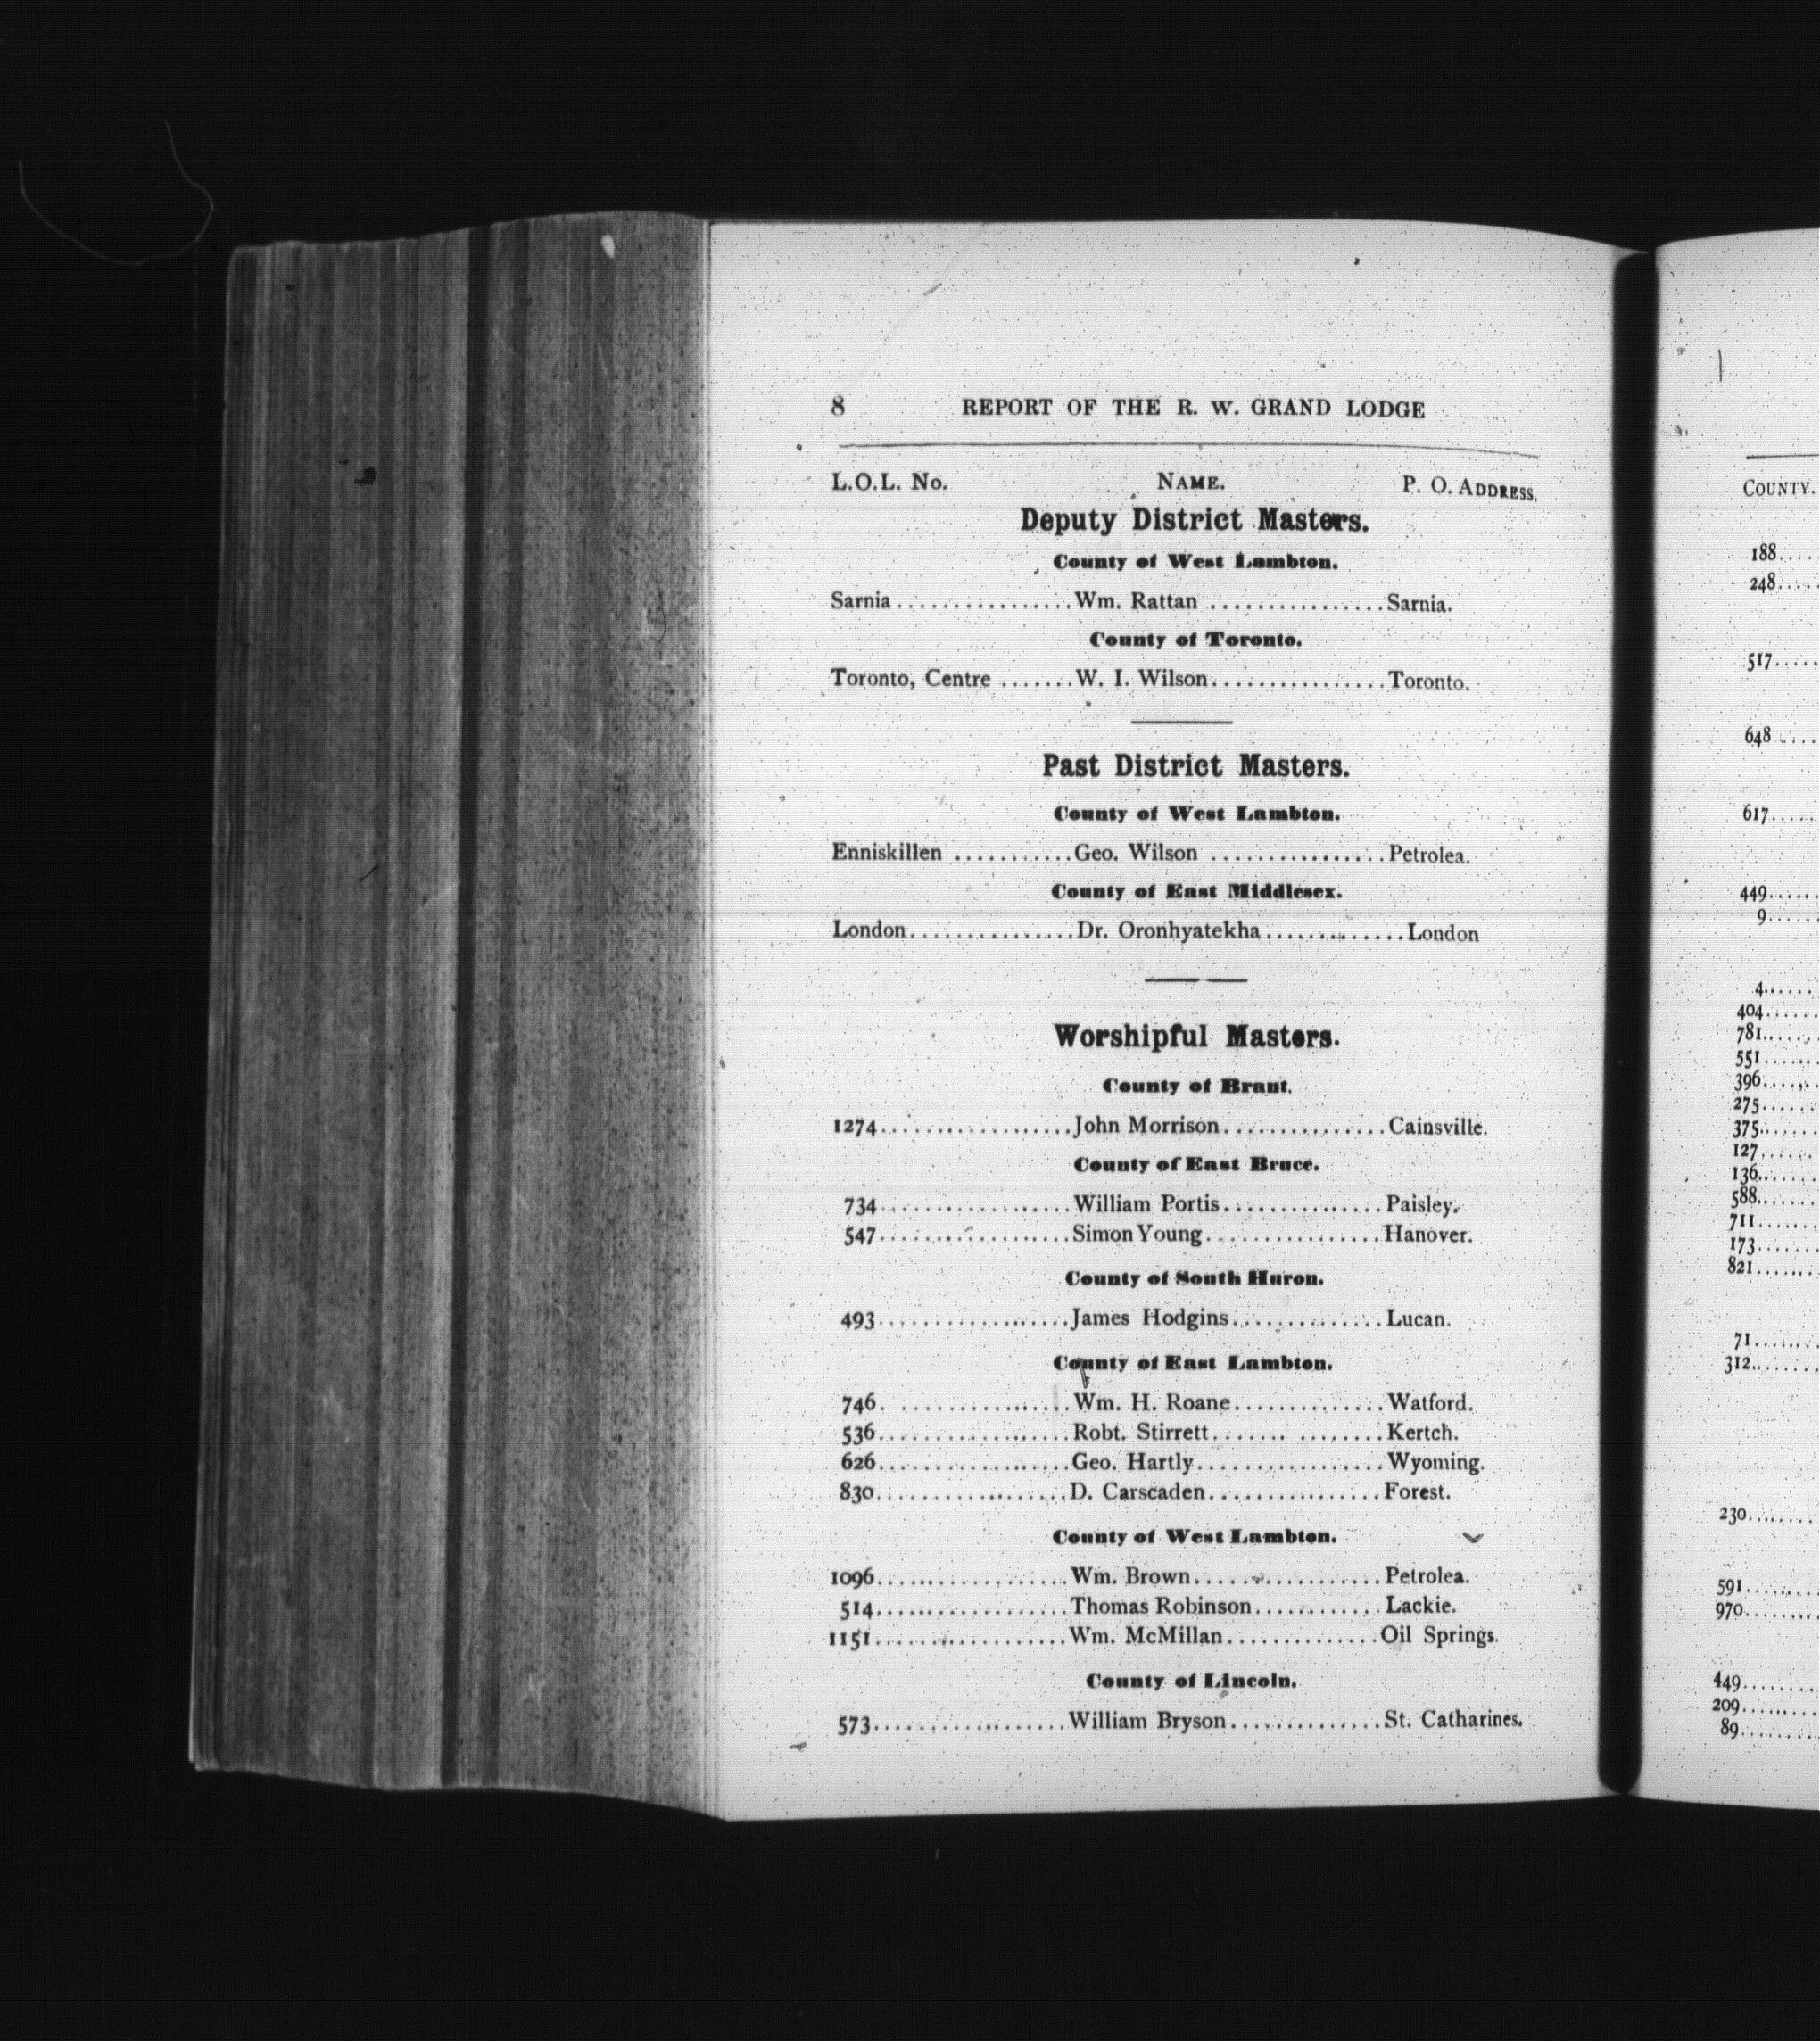 8 REPORT OF THE R. W. GRAND LODGE
L.O.L. No. NAME. P. O. ADDRESS.
Deputy District Masters.
County of West Lambton.
Sarnia................Wm. Rattan................Sarnia.
County of Toronto.
Toronto, Centre.......W. I. Wilson................Toronto.
Past District Masters.
County of West Lambton.
Enniskillen...........Geo. Wilson................Petrolea.
County of East Middlesex.
London...............Dr. Oronhyatekha.............London
Worshipful Masters.
County of Brant.
1274..................John Morrison...............Cainsville.
County of East Bruce.
734..................William Portis...............Paisley.
547..................Simon Young................Hanover.
County of South Huron.
493..................James Hodgins..............Lucan.
County of East Lambton.
746..................Wm. H. Roane..............Watford.
536..................Robt. Stirrett................Kertch.
626..................Geo. Hartly.................Wyoming.
830..................D. Carscaden................Forest.
County of West Lambton.
1096..................Wm. Brown.................Petrolea.
514..................Thomas Robinson............Lackie.
1151..................Wm. McMillan..............Oil Springs.
County of Lincoln.
573..................William Bryson..............St. Catharines.
COUNTY.
188....
248....
517.....
648....
617.....
449.....
9.....
4......
404.....
781.....
551.....
396.....
275.....
375.....
127.....
136.....
588.....
711.....
173.....
821.....
71......
312......
230......
591......
970......
449......
209......
89......